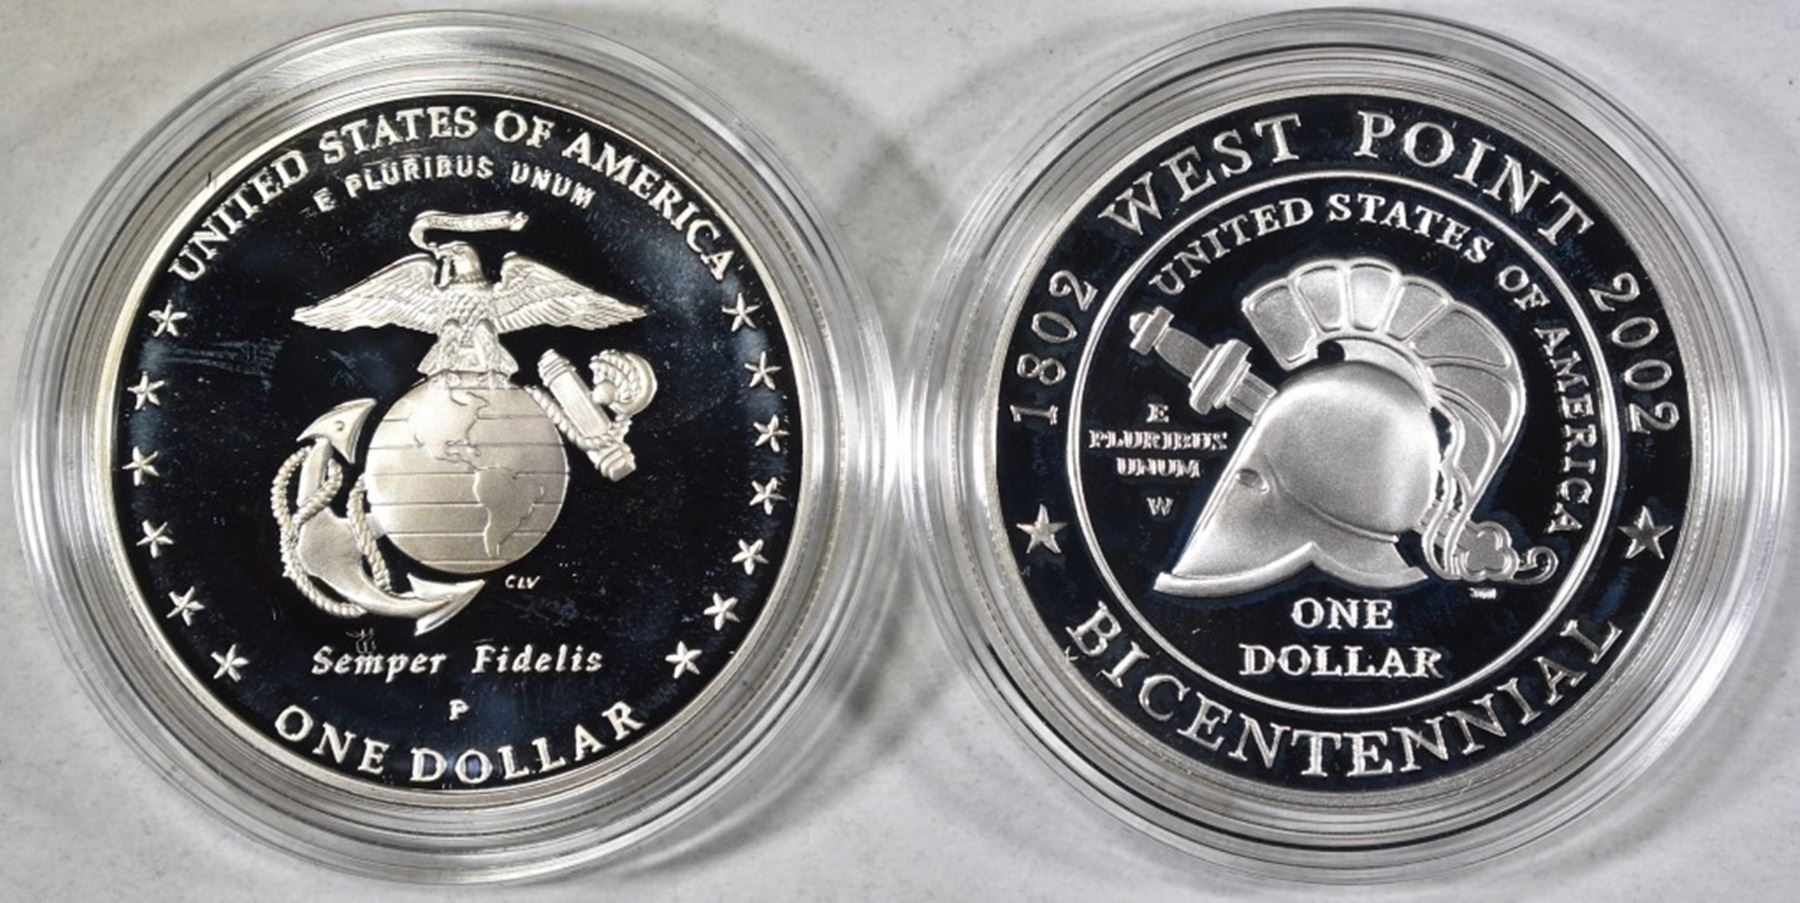 UNITED STATES OF AMERICA
E PLURIBUS UNUM
CLV
Semper Fidelis
P
ONE DOLLAR
WEST POINT
1802
2002
UNITED STATES OF AMERICA
E
PLURIBUS
UNUM
W
ONE
DOLLAR
BICENTENNIAL